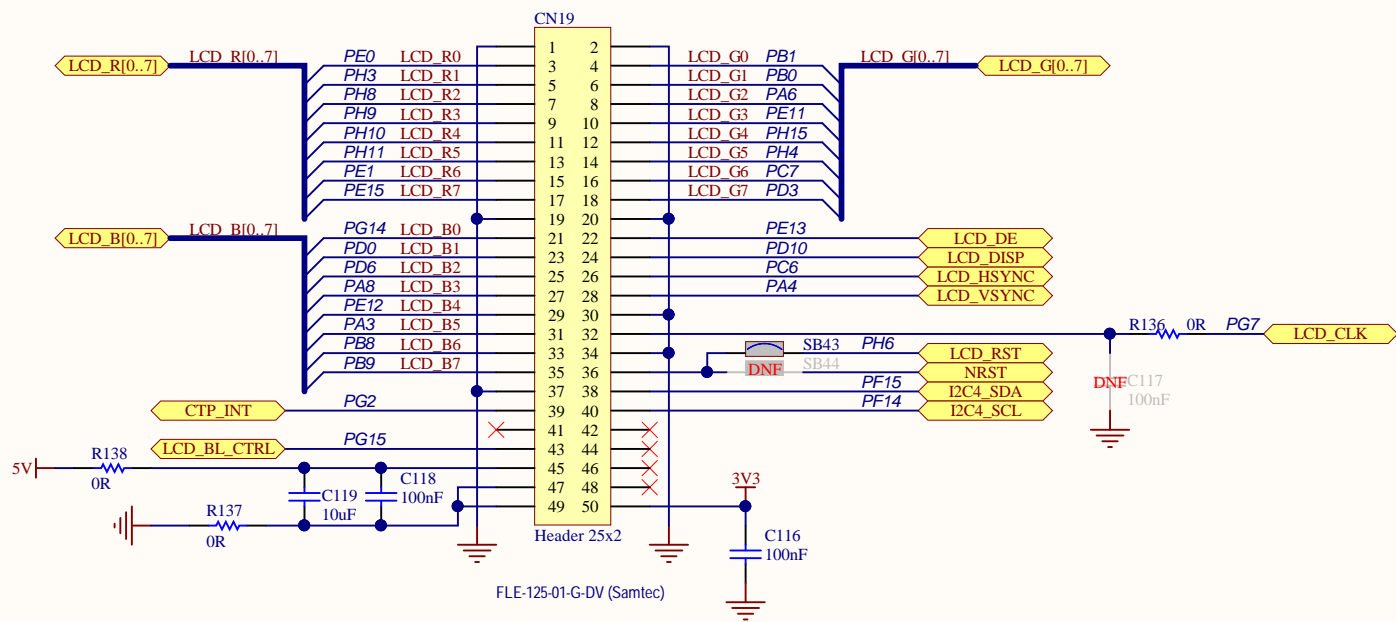 CN19
LCD_R[0..7] LCD_R[0..7] 1 2 LCD_G[0..7] LCD_G[0..7]
PE0 LCD_R0 3 4 LCD_G0 PB1
PH3 LCD_R1 5 6 LCD_G1 PB0
PH8 LCD_R2 7 8 LCD_G2 PA6
PH9 LCD_R3 9 10 LCD_G3 PE11
PH10 LCD_R4 11 12 LCD_G4 PH15
PH11 LCD_R5 13 14 LCD_G5 PH4
PE1 LCD_R6 15 16 LCD_G6 PC7
PE15 LCD_R7 17 18 LCD_G7 PD3
19 20
LCD_B[0..7] LCD_B[0..7] PG14 LCD_B0 21 22 PE13 LCD_DE
PD0 LCD_B1 23 24 PD10 LCD_DISP
PD6 LCD_B2 25 26 PC6 LCD_HSYNC
PA8 LCD_B3 27 28 PA4 LCD_VSYNC
PE12 LCD_B4 29 30
PA3 LCD_B5 31 32 R136 0R PG7 LCD_CLK
PB8 LCD_B6 33 34 SB43 PH6 LCD_RST
PB9 LCD_B7 35 36 DNF SB44 NRST
37 38 PF15 I2C4_SDA DNF C117
100nF
CTP_INT PG2 39 40 PF14 I2C4_SCL
41 42
LCD_BL_CTRL PG15 43 44
5V R138 0R 45 46
C119 10uF C118 100nF 47 48 3V3
R137 0R 49 50
Header 25x2 C116 100nF
FLE-125-01-G-DV (Samtec)